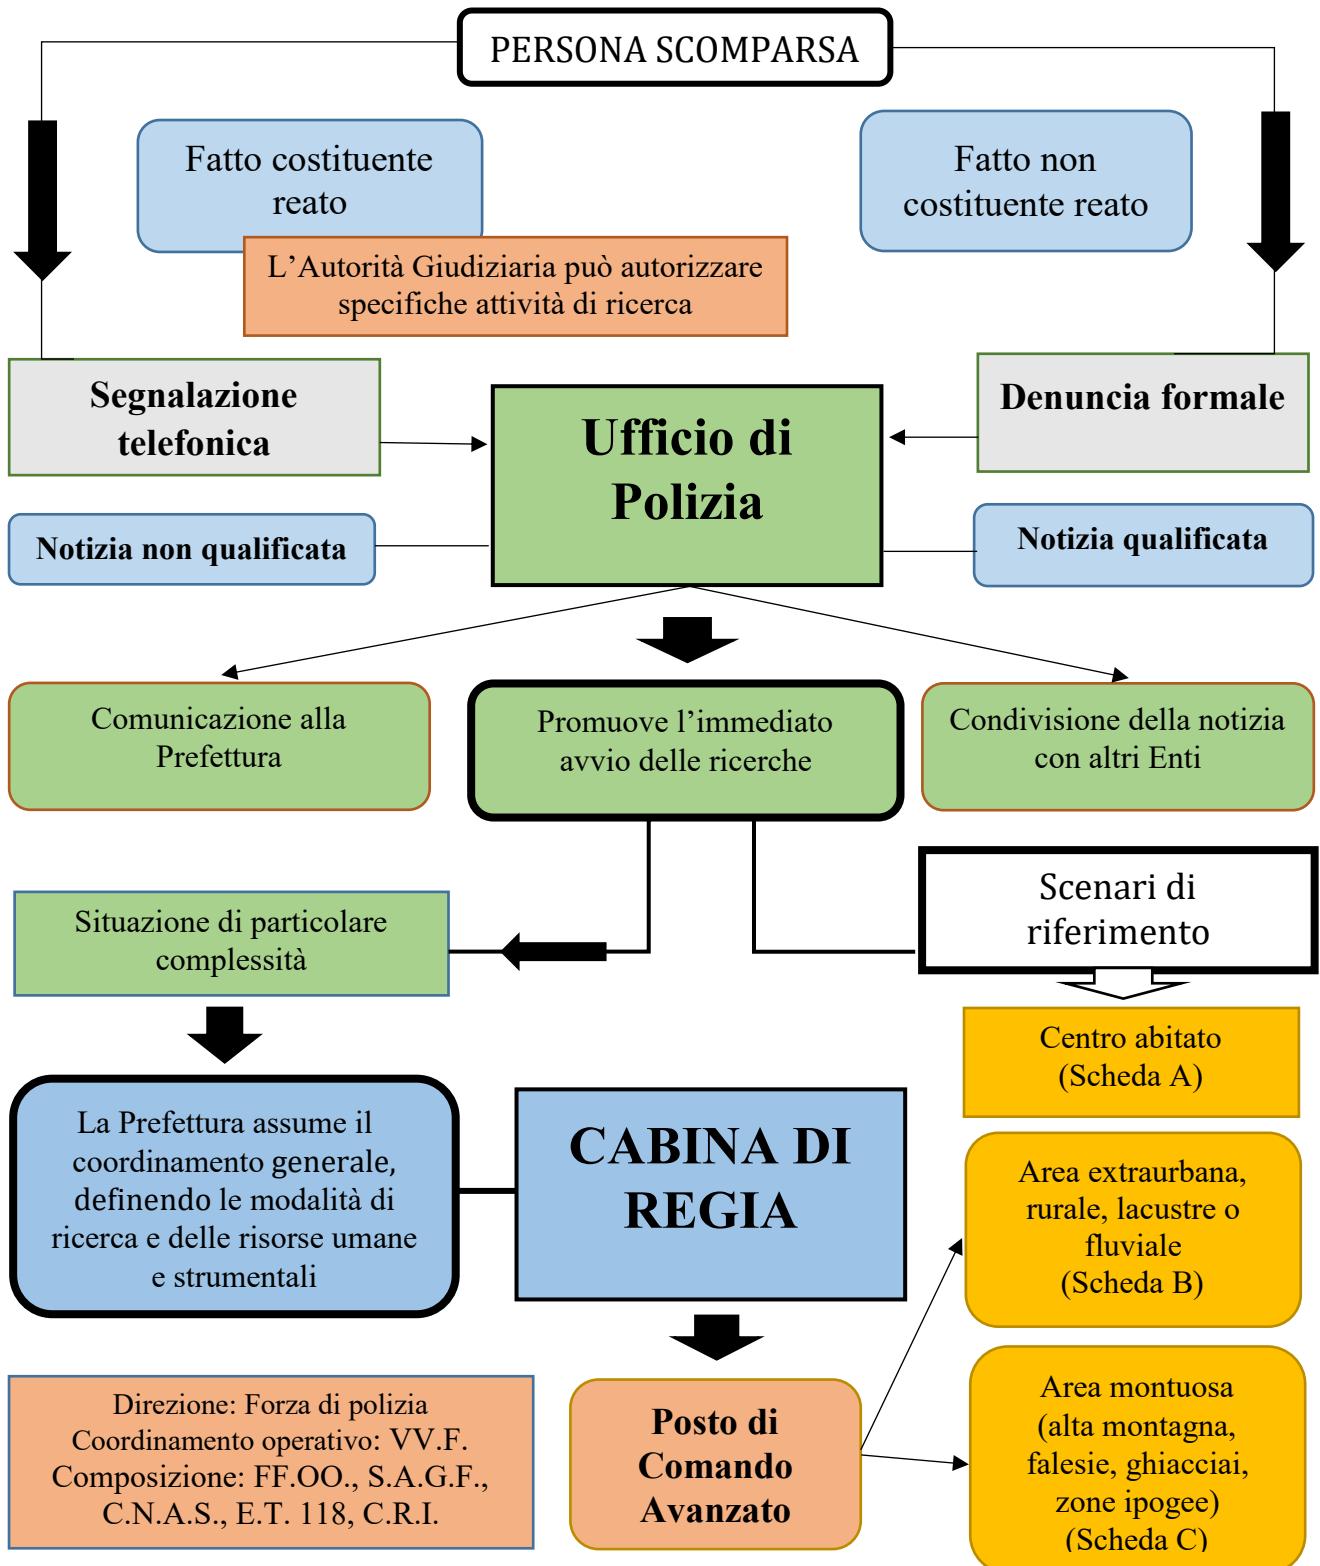 PERSONA SCOMPARSA
Fatto costituente
reato
Fatto non
costituente reato
L’Autorità Giudiziaria può autorizzare
specifiche attività di ricerca
Segnalazione
telefonica
Ufficio di
Polizia
Denuncia formale
Notizia non qualificata
Notizia qualificata
Comunicazione alla
Prefettura
Promuove l’immediato
avvio delle ricerche
Condivisione della notizia
con altri Enti
Situazione di particolare
complessità
Scenari di
riferimento
Centro abitato
(Scheda A)
La Prefettura assume il
coordinamento generale,
definendo le modalità di
ricerca e delle risorse umane
e strumentali
CABINA DI
REGIA
Area extraurbana,
rurale, lacustre o
fluviale
(Scheda B)
Direzione: Forza di polizia
Coordinamento operativo: VV.F.
Composizione: FF.OO., S.A.G.F.,
C.N.A.S., E.T. 118, C.R.I.
Posto di
Comando
Avanzato
Area montuosa
(alta montagna,
falesie, ghiacciai,
zone ipogee)
(Scheda C)